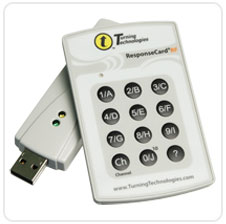 Turning
Technologies
ResponseCard RF
1/A 2/B 3/C
4/D 5/E 6/F
7/G 8/H 9/I
Ch 0/J ?
Channel
www.TurningTechnologies.com